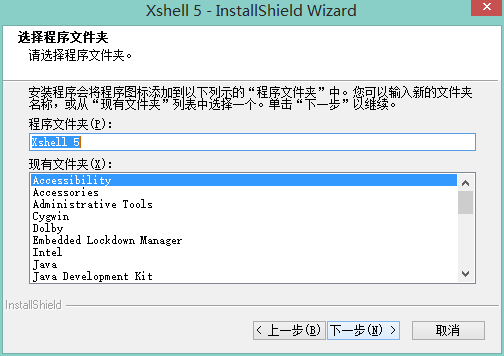 Xshell 5 - InstallShield Wizard
选择程序文件夹
请选择程序文件夹。
安装程序会将程序图标添加到以下列示的“程序文件夹”中。您可以输入新的文件夹
名称，或从“现有文件夹”列表中选择一个。单击“下一步”以继续。
程序文件夹(P):
Xshell 5
现有文件夹(X):
Accessibility
Accessories
Administrative Tools
Cygwin
Dolby
Embedded Lockdown Manager
Intel
Java
Java Development Kit
InstallShield
< 上一步(B) 下一步(N) > 取消